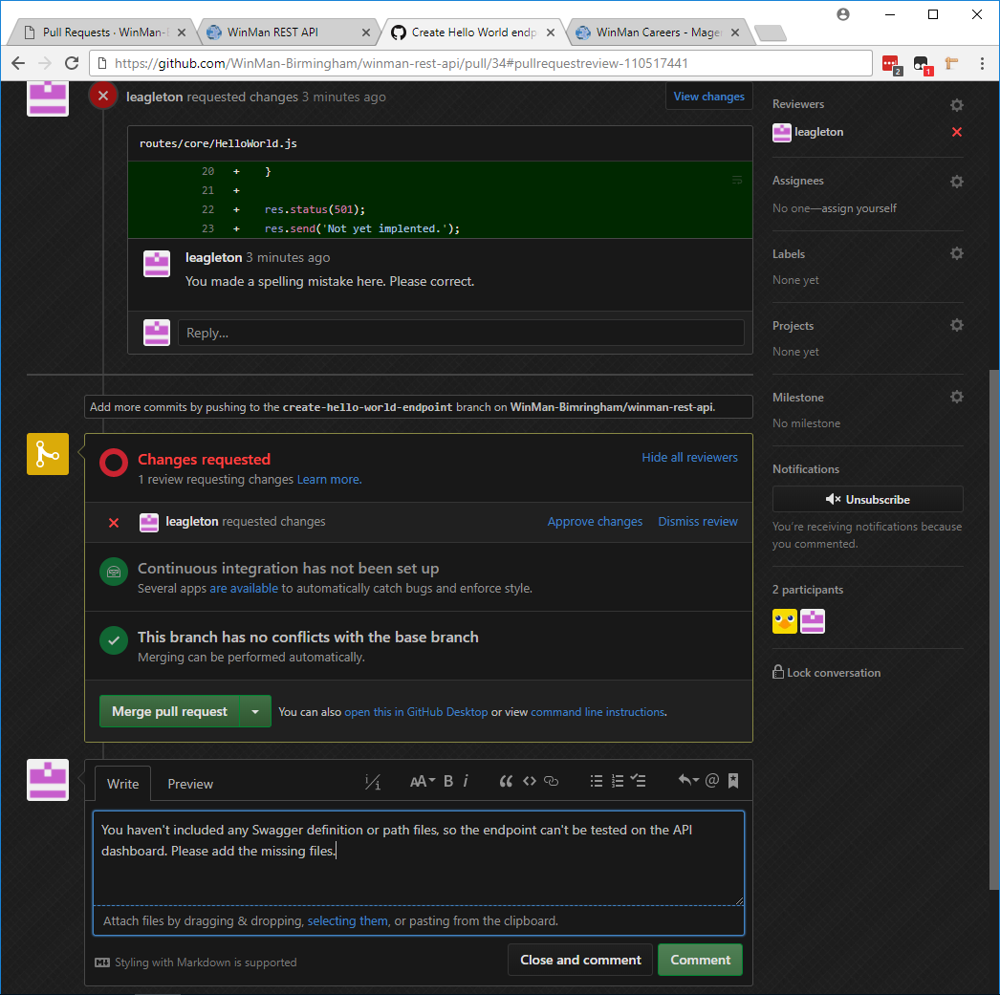 Pull Requests · WinMan-
WinMan REST API
Create Hello World endp
WinMan Careers - Mage
https://github.com/WinMan-Birmingham/winman-rest-api/pull/34#pullrequestreview-110517441
2
1
leagleton requested changes 3 minutes ago
View changes
routes/core/HelloWorld.js
20 + }
21 +
22 + res.status(501);
23 + res.send('Not yet implented.');
leagleton 3 minutes ago
You made a spelling mistake here. Please correct.
Reply...
Add more commits by pushing to the create-hello-world-endpoint branch on WinMan-Bimringham/winman-rest-api.
Changes requested
Hide all reviewers
1 review requesting changes Learn more.
leagleton requested changes
Approve changes
Dismiss review
Continuous integration has not been set up
Several apps are available to automatically catch bugs and enforce style.
This branch has no conflicts with the base branch
Merging can be performed automatically.
Merge pull request
You can also open this in GitHub Desktop or view command line instructions.
Write
Preview
AA B i
You haven't included any Swagger definition or path files, so the endpoint can't be tested on the API
dashboard. Please add the missing files.
Attach files by dragging & dropping, selecting them, or pasting from the clipboard.
Styling with Markdown is supported
Close and comment
Comment
Reviewers
leagleton
Assignees
No one—assign yourself
Labels
None yet
Projects
None yet
Milestone
No milestone
Notifications
Unsubscribe
You're receiving notifications because
you commented.
2 participants
Lock conversation